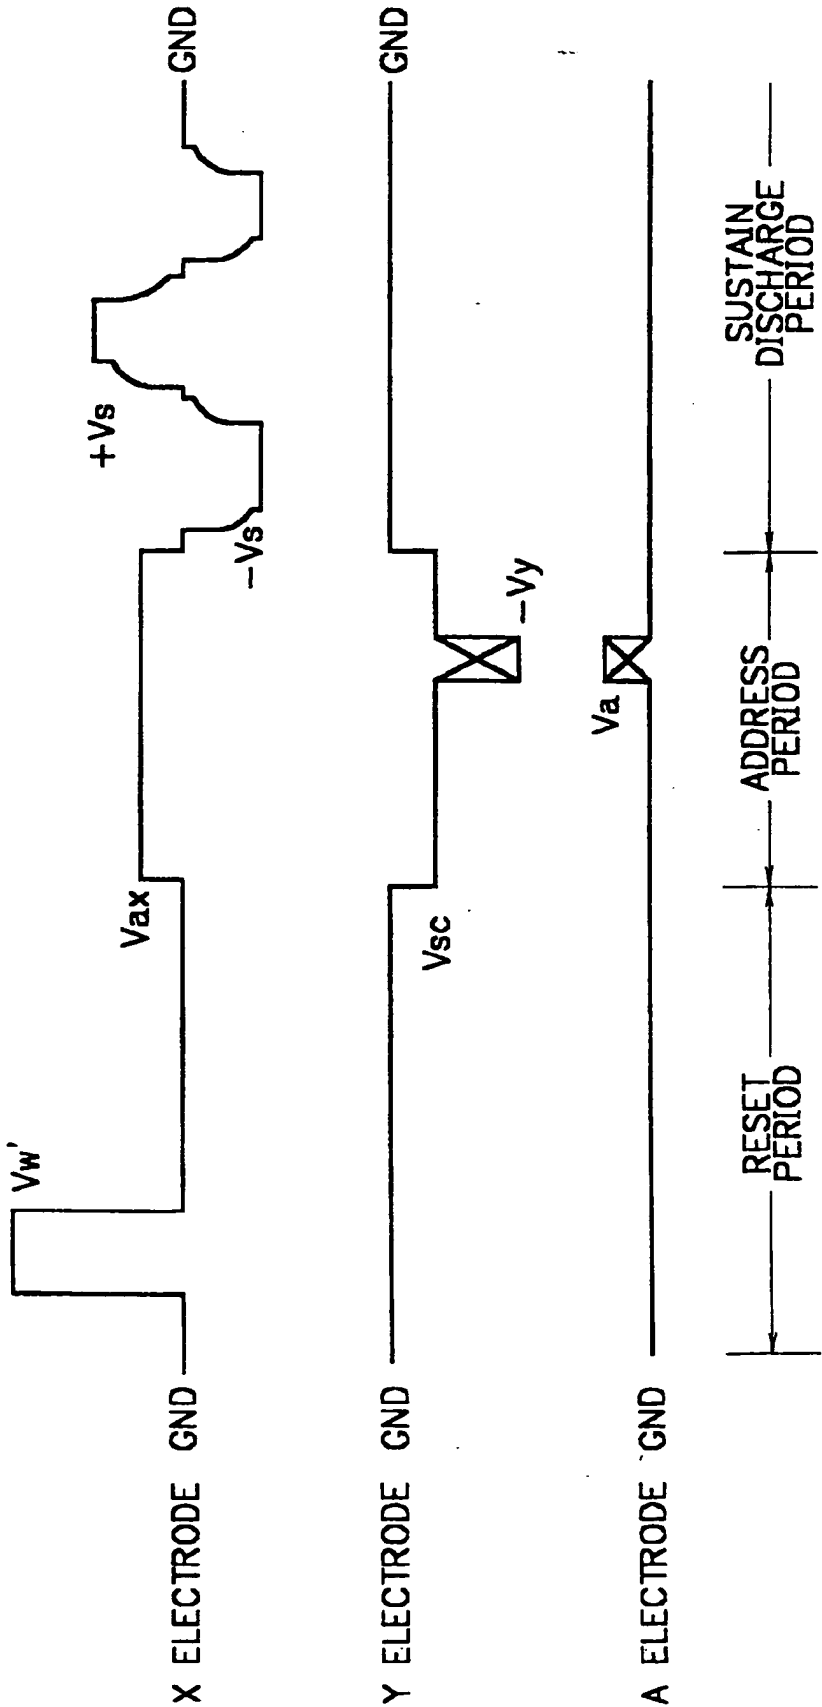 X ELECTRODE GND
Vw'
Vax
−Vs
+Vs
GND
Y ELECTRODE GND
Vsc
−Vy
GND
A ELECTRODE GND
Va
RESET
PERIOD
ADDRESS
PERIOD
SUSTAIN
DISCHARGE
PERIOD